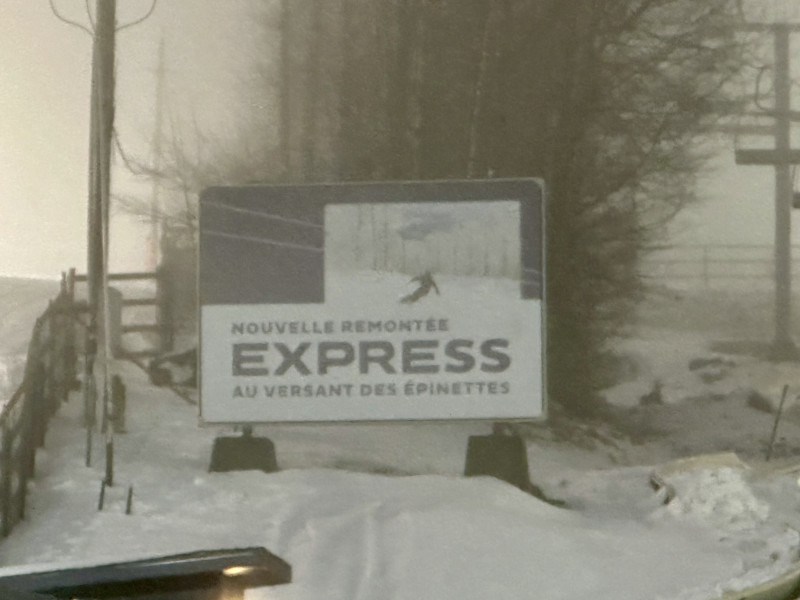 NOUVELLE REMONTÉE
EXPRESS
AU VERSANT DES ÉPINETTES